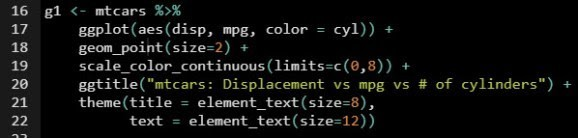 16 g1 <- mtcars %>%
17     ggplot(aes(disp, mpg, color = cyl)) +
18     geom_point(size=2) +
19     scale_color_continuous(limits=c(0,8)) +
20     ggtitle("mtcars: Displacement vs mpg vs # of cylinders") +
21     theme(title = element_text(size=8),
22           text = element_text(size=12))